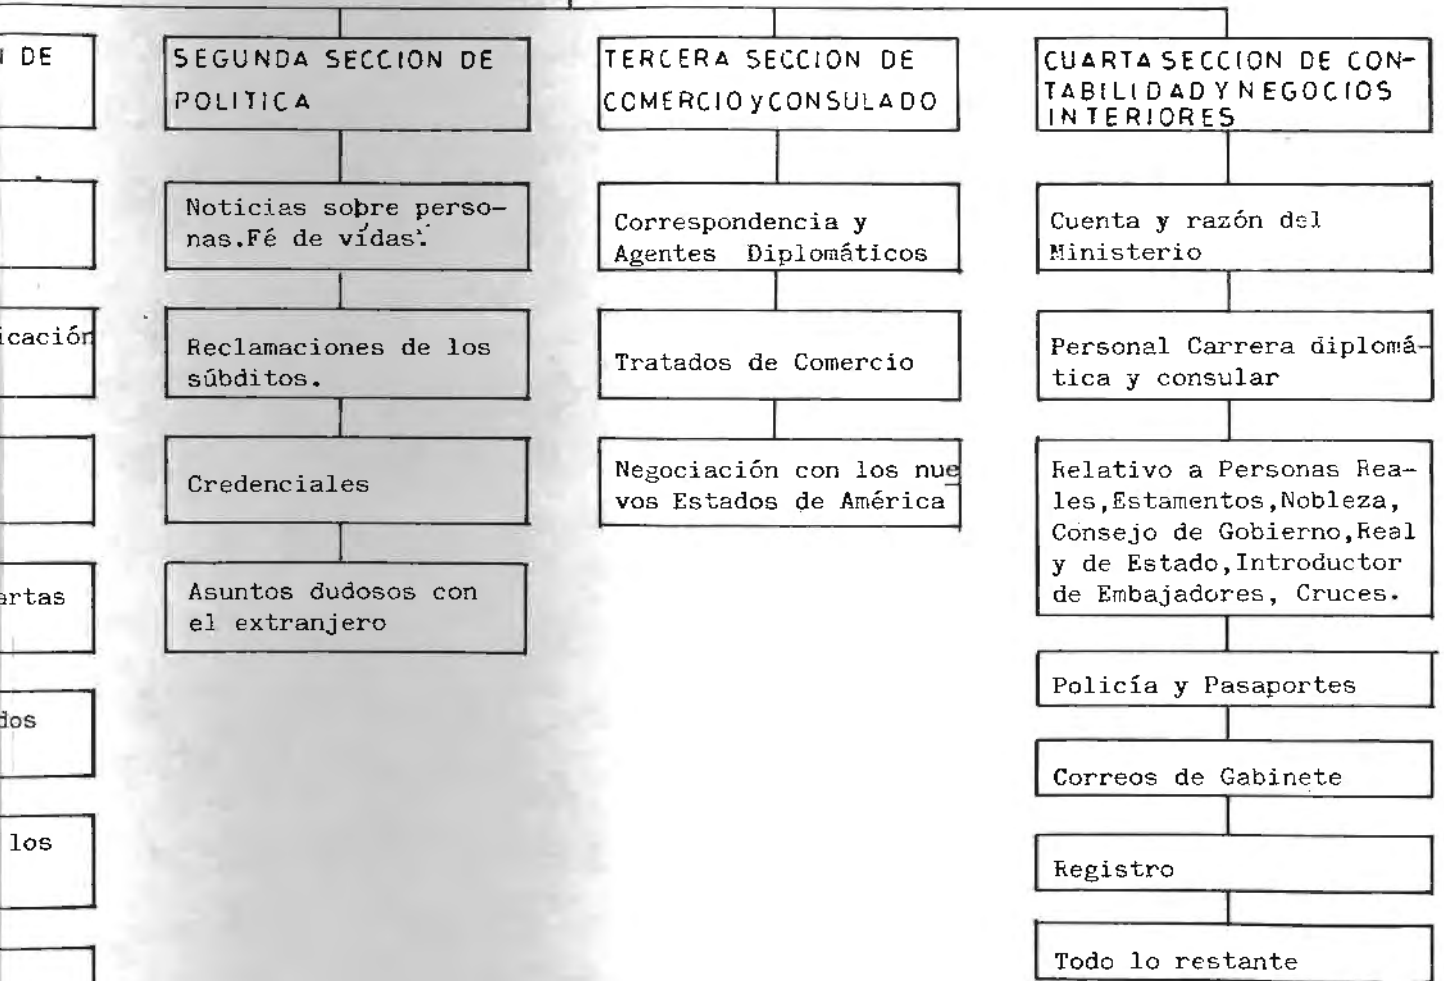 DE
icación
artas
dos
los
SEGUNDA SECCION DE
POLITICA
Noticias sobre perso-
nas.Fé de vidas.
Reclamaciones de los
súbditos.
Credenciales
Asuntos dudosos con
el extranjero
TERCERA SECCION DE
COMERCIO y CONSULADO
Correspondencia y
Agentes Diplomáticos
Tratados de Comercio
Negociación con los nue
vos Estados de América
CUARTA SECCION DE CON-
TABILIDAD Y NEGOCIOS
INTERIORES
Cuenta y razón del
Ministerio
Personal Carrera diplomá-
tica y consular
Relativo a Personas Rea-
les,Estamentos,Nobleza,
Consejo de Gobierno,Real
y de Estado,Introductor
de Embajadores, Cruces.
Policía y Pasaportes
Correos de Gabinete
Registro
Todo lo restante